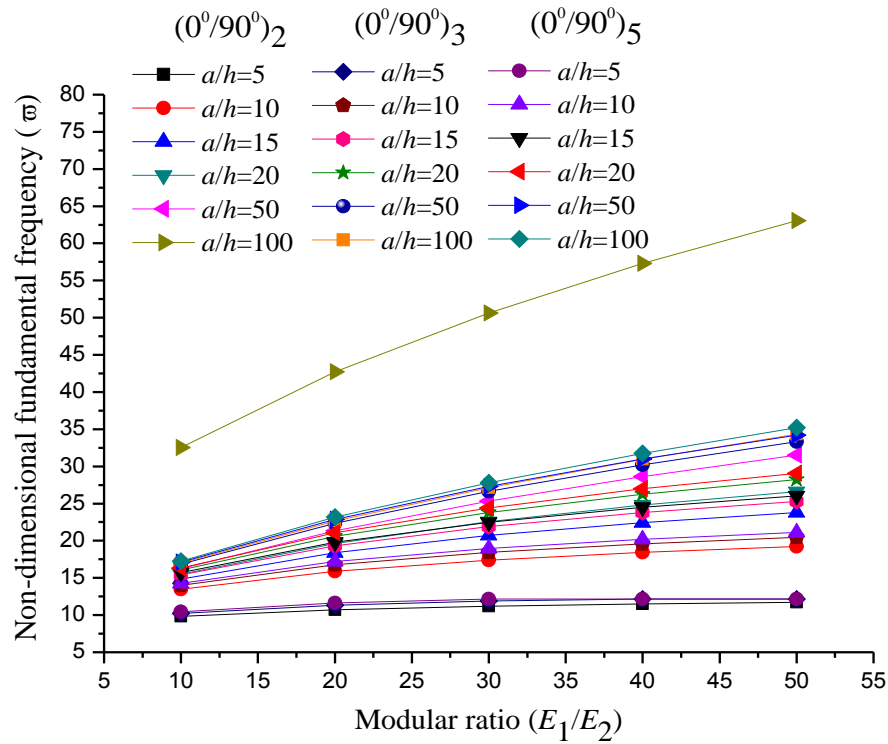 (0⁰/90⁰)₂ (0⁰/90⁰)₃ (0⁰/90⁰)₅
a/h=5 a/h=5 a/h=5
a/h=10 a/h=10 a/h=10
a/h=15 a/h=15 a/h=15
a/h=20 a/h=20 a/h=20
a/h=50 a/h=50 a/h=50
a/h=100 a/h=100 a/h=100
Non-dimensional fundamental frequency (ϖ)
80
75
70
65
60
55
50
45
40
35
30
25
20
15
10
5
5 10 15 20 25 30 35 40 45 50 55
Modular ratio (E₁/E₂)